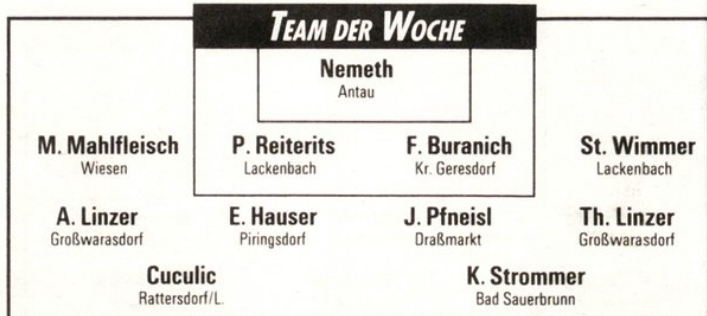 TEAM DER WOCHE
Nemeth
Antau
M. Mahlfleisch P. Reiterits F. Buranich St. Wimmer
Wiesen Lackenbach Kr. Geresdorf Lackenbach
A. Linzer E. Hauser J. Pfneisl Th. Linzer
Großwarasdorf Piringsdorf Draßmarkt Großwarasdorf
Cuculic K. Strommer
Rattersdorf/L. Bad Sauerbrunn